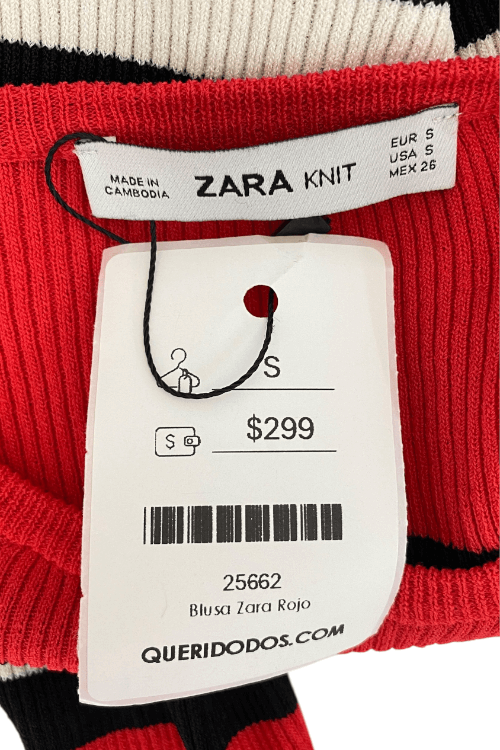 MADE IN
CAMBODIA
ZARA KNIT
EUR S
USA S
MEX 26
S
$
$299
25662
Blusa Zara Rojo
QUERIDODOS.COM